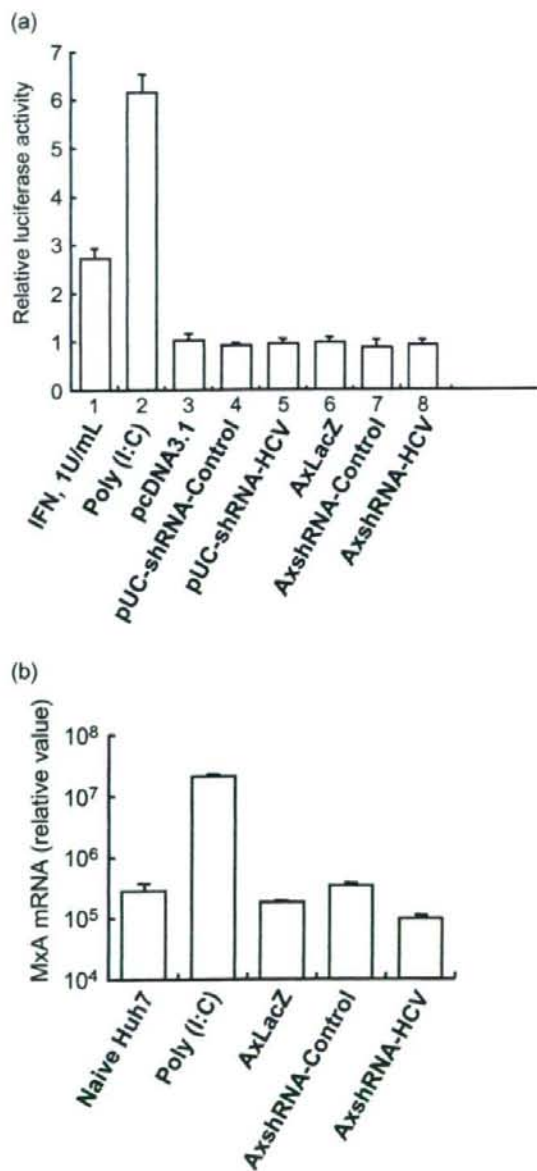 (a)
Relative luciferase activity
7
6
5
4
3
2
1
0
1 2 3 4 5 6 7 8
IFN, 1U/mL
Poly (I:C)
pcDNA3.1
pUC-shRNA-Control
pUC-shRNA-HCV
AxLacZ
AxshRNA-Control
AxshRNA-HCV
(b)
MxA mRNA (relative value)
10⁸
10⁷
10⁶
10⁵
10⁴
Naive Huh7
Poly (I:C)
AxLacZ
AxshRNA-Control
AxshRNA-HCV